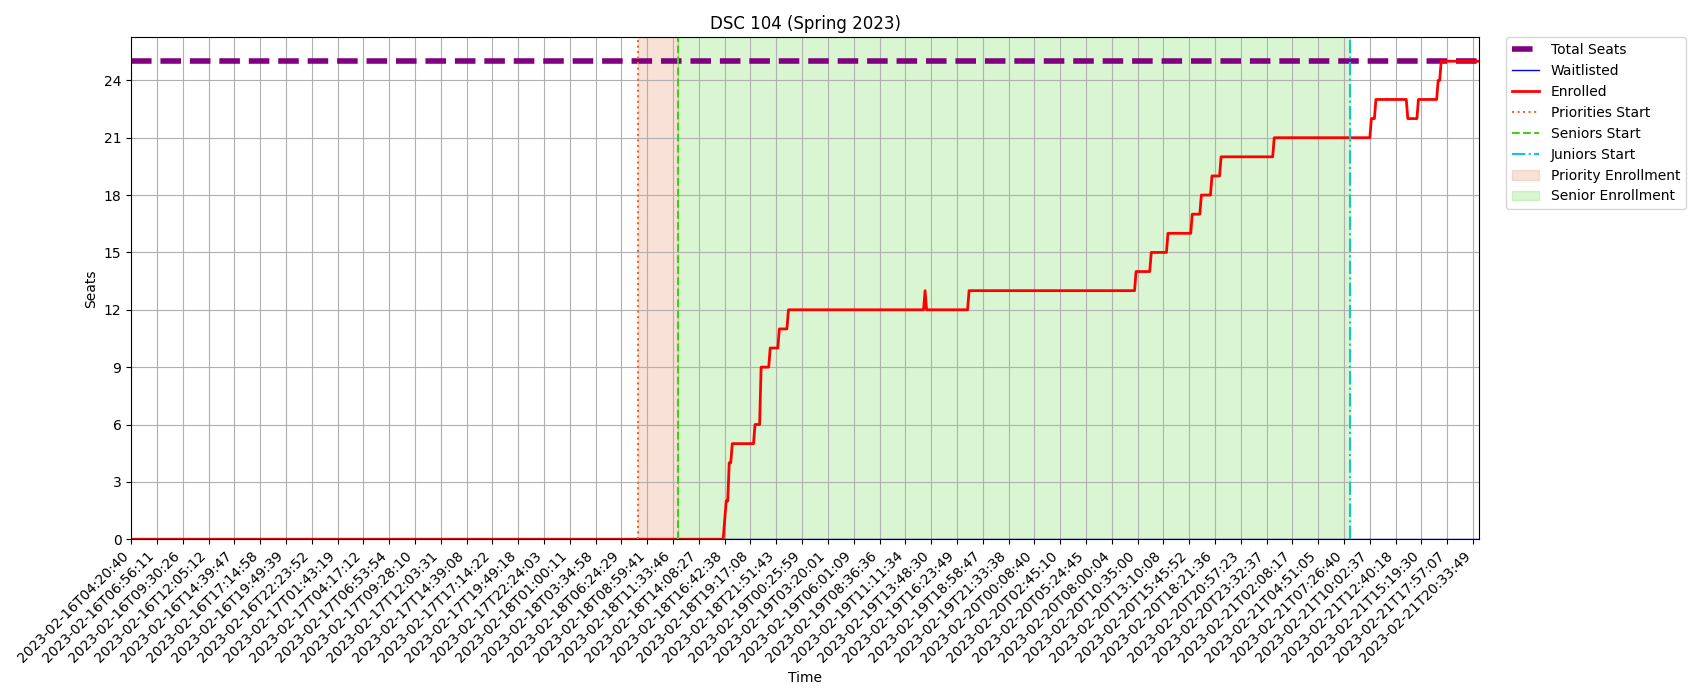 DSC 104 (Spring 2023)
Total Seats
Waitlisted
Enrolled
Priorities Start
Seniors Start
Juniors Start
Priority Enrollment
Senior Enrollment
Seats
24
21
18
15
12
9
6
3
0
2023-02-16T04:20:40
2023-02-16T06:56:11
2023-02-16T09:30:26
2023-02-16T12:05:12
2023-02-16T14:39:47
2023-02-16T17:14:58
2023-02-16T19:49:39
2023-02-16T22:23:52
2023-02-17T01:43:19
2023-02-17T04:17:12
2023-02-17T06:53:54
2023-02-17T09:28:10
2023-02-17T12:03:31
2023-02-17T14:39:08
2023-02-17T17:14:22
2023-02-17T19:49:18
2023-02-17T22:24:03
2023-02-18T01:00:11
2023-02-18T03:34:58
2023-02-18T06:24:29
2023-02-18T08:59:41
2023-02-18T11:33:46
2023-02-18T14:08:27
2023-02-18T16:42:38
2023-02-18T19:17:08
2023-02-18T21:51:43
2023-02-19T00:25:59
2023-02-19T03:20:01
2023-02-19T06:01:09
2023-02-19T08:36:36
2023-02-19T11:11:34
2023-02-19T13:48:30
2023-02-19T16:23:49
2023-02-19T18:58:47
2023-02-19T21:33:38
2023-02-20T00:08:40
2023-02-20T02:45:10
2023-02-20T05:24:45
2023-02-20T08:00:04
2023-02-20T10:35:00
2023-02-20T13:10:08
2023-02-20T15:45:52
2023-02-20T18:21:36
2023-02-20T20:57:23
2023-02-20T23:32:37
2023-02-21T02:08:17
2023-02-21T04:51:05
2023-02-21T07:26:40
2023-02-21T10:02:37
2023-02-21T12:40:18
2023-02-21T15:19:30
2023-02-21T17:57:07
2023-02-21T20:33:49
Time